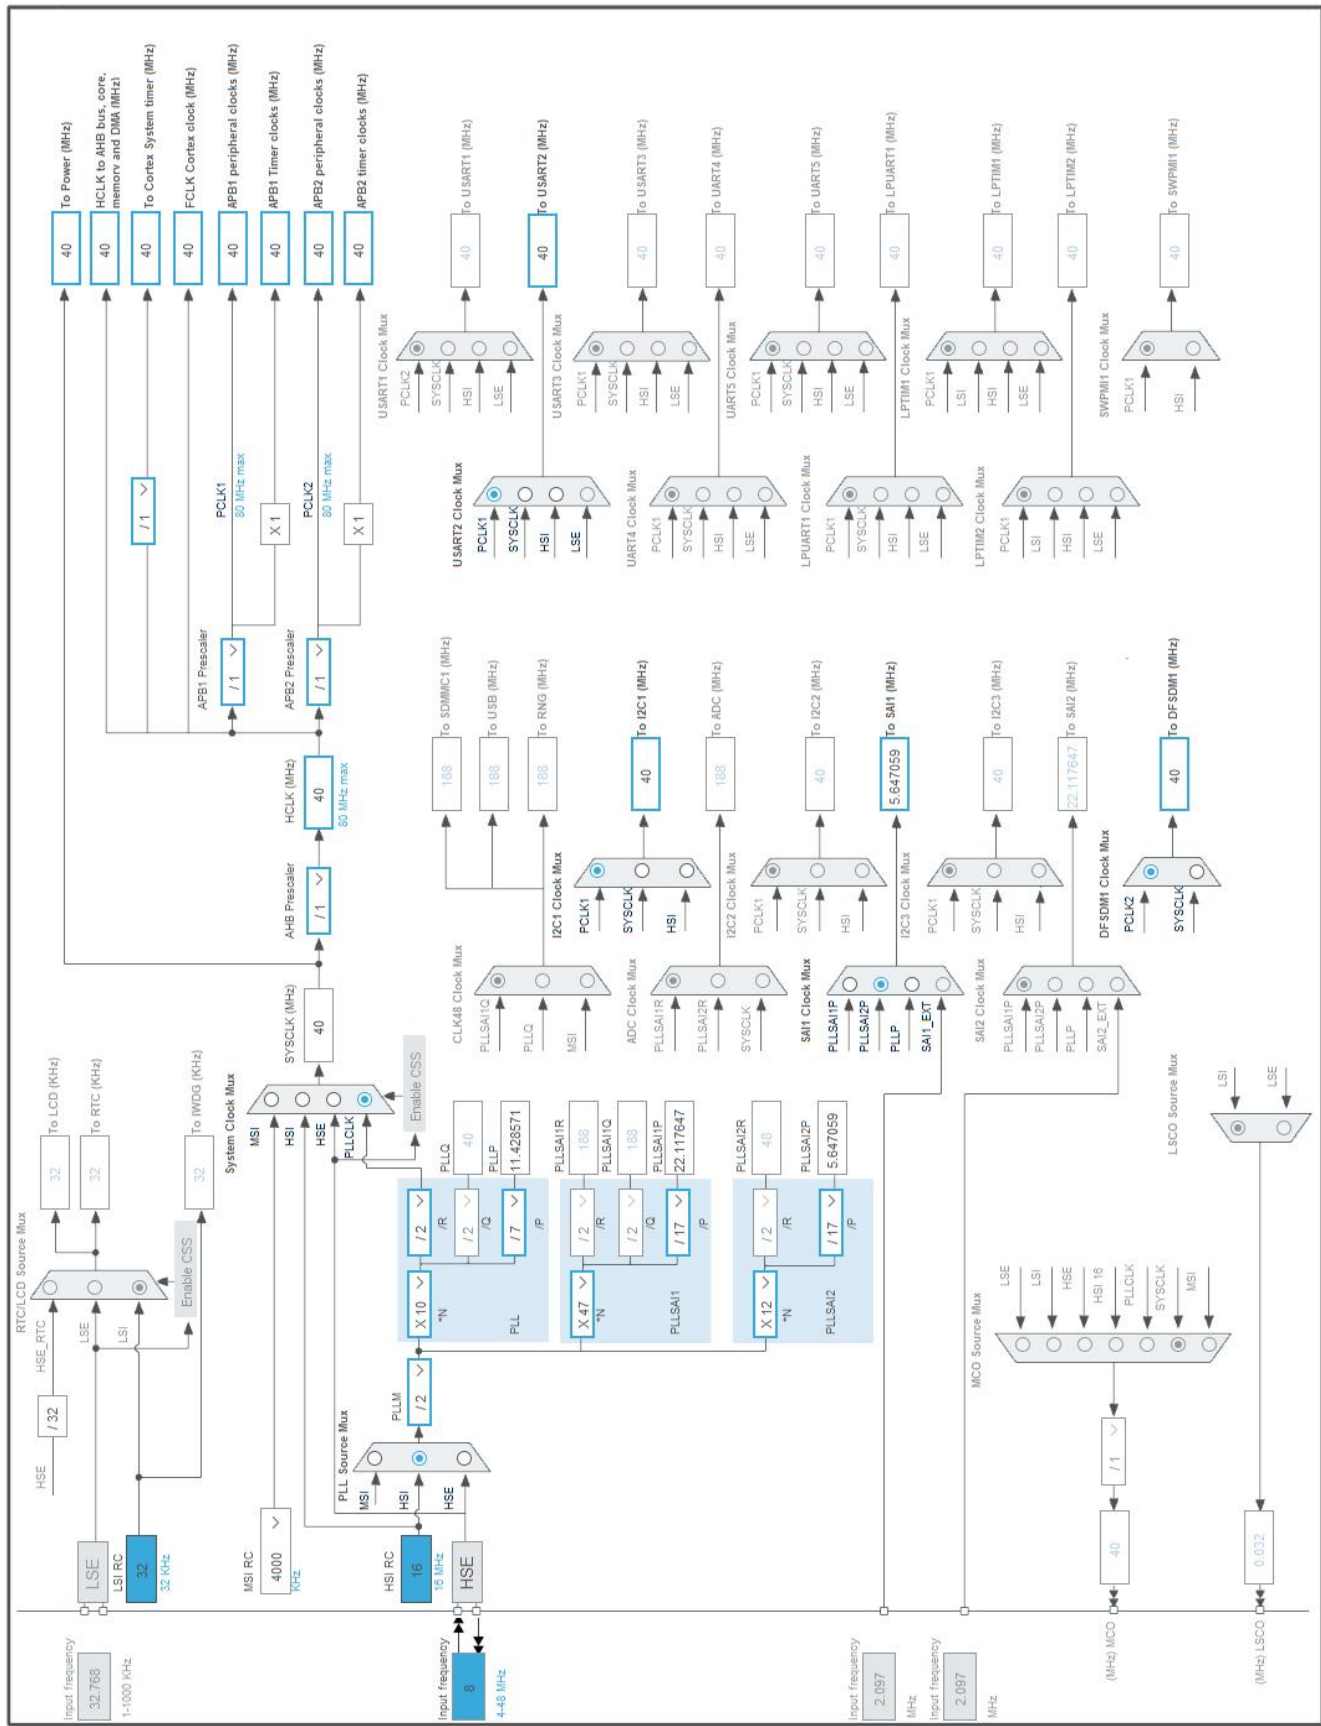 Input frequency
32.768
1-1000 KHz
LSE
LSI RC
32
32 KHz
HSE
/ 32
HSE_RTC
LSE
LSI
RTC/LCD Source Mux
Enable CSS
32
To LCD (KHz)
32
To RTC (KHz)
32
To IWDG (KHz)
MSI RC
4000
KHz
HSI RC
16
16 MHz
Input frequency
8
4-48 MHz
HSE
PLL Source Mux
MSI
HSI
HSE
PLLM
/ 2
X 10
*N
PLL
/ 2
/R
/ 2
/Q
/ 7
/P
PLLQ
40
PLLP
11.428571
X 47
*N
PLLSAI1
/ 2
/R
/ 2
/Q
/ 17
/P
PLLSAI1R
188
PLLSAI1Q
188
PLLSAI1P
22.117647
X 12
*N
PLLSAI2
/ 2
/R
/ 17
/P
PLLSAI2R
48
PLLSAI2P
5.647059
System Clock Mux
MSI
HSI
HSE
PLLCLK
Enable CSS
SYSCLK (MHz)
40
AHB Prescaler
/ 1
HCLK (MHz)
40
80 MHz max
APB1 Prescaler
/ 1
APB2 Prescaler
/ 1
/ 1
PCLK1
80 MHz max
X 1
PCLK2
80 MHz max
X 1
40
To Power (MHz)
40
HCLK to AHB bus, core,
memory and DMA (MHz)
40
To Cortex System timer (MHz)
40
FCLK Cortex clock (MHz)
40
APB1 peripheral clocks (MHz)
40
APB1 Timer clocks (MHz)
40
APB2 peripheral clocks (MHz)
40
APB2 timer clocks (MHz)
CLK48 Clock Mux
PLLSAI1Q
PLLQ
MSI
188
To SDMMC1 (MHz)
188
To USB (MHz)
188
To RNG (MHz)
I2C1 Clock Mux
PCLK1
SYSCLK
HSI
40
To I2C1 (MHz)
ADC Clock Mux
PLLSAI1R
PLLSAI2R
SYSCLK
188
To ADC (MHz)
I2C2 Clock Mux
PCLK1
SYSCLK
HSI
40
To I2C2 (MHz)
SAI1 Clock Mux
PLLSAI1P
PLLSAI2P
PLLP
SAI1_EXT
5.647059
To SAI1 (MHz)
I2C3 Clock Mux
PCLK1
SYSCLK
HSI
40
To I2C3 (MHz)
SAI2 Clock Mux
PLLSAI1P
PLLSAI2P
PLLP
SAI2_EXT
22.117647
To SAI2 (MHz)
DFSDM1 Clock Mux
PCLK2
SYSCLK
40
To DFSDM1 (MHz)
USART1 Clock Mux
PCLK2
SYSCLK
HSI
LSE
40
To USART1 (MHz)
USART2 Clock Mux
PCLK1
SYSCLK
HSI
LSE
40
To USART2 (MHz)
USART3 Clock Mux
PCLK1
SYSCLK
HSI
LSE
40
To USART3 (MHz)
UART4 Clock Mux
PCLK1
SYSCLK
HSI
LSE
40
To UART4 (MHz)
UART5 Clock Mux
PCLK1
SYSCLK
HSI
LSE
40
To UART5 (MHz)
LPUART1 Clock Mux
PCLK1
SYSCLK
HSI
LSE
40
To LPUART1 (MHz)
LPTIM1 Clock Mux
PCLK1
LSI
HSI
LSE
40
To LPTIM1 (MHz)
LPTIM2 Clock Mux
PCLK1
LSI
HSI
LSE
40
To LPTIM2 (MHz)
SWPMI1 Clock Mux
PCLK1
HSI
40
To SWPMI1 (MHz)
Input frequency
2.097
MHz
Input frequency
2.097
MHz
MCO Source Mux
LSE
LSI
HSE
HSI 16
PLLCLK
SYSCLK
MSI
/ 1
40
(MHz) MCO
LSCO Source Mux
LSI
LSE
0.032
(MHz) LSCO